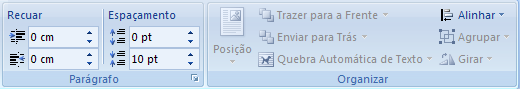 Recuar Espaçamento
0 cm 0 pt
0 cm 10 pt
Parágrafo
Posição
Trazer para a Frente
Enviar para Trás
Quebra Automática de Texto
Alinhar
Agrupar
Girar
Organizar